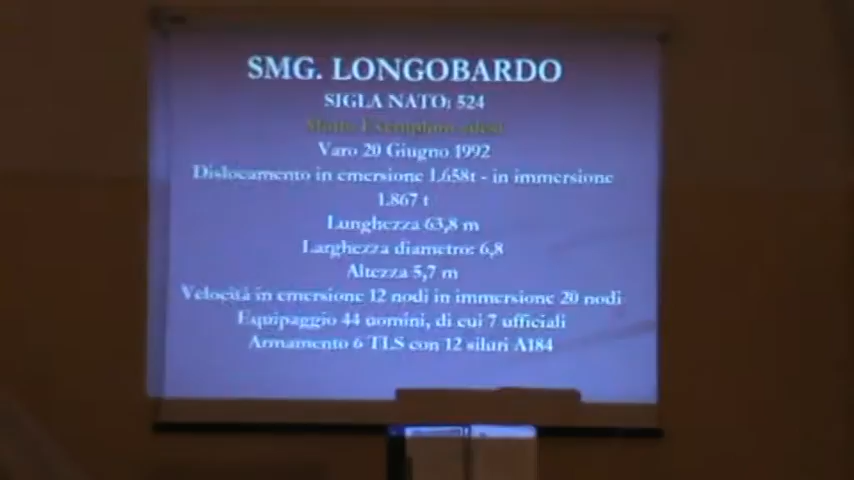 SMG. LONGOBARDO
SIGLA NATO: 524
Varo 20 Giugno 1992
Dislocamento in emersione 1.658t - in immersione
1.867 t
Lunghezza 63,8 m
Larghezza diametro: 6,8
Altezza 5,7 m
Velocità in emersione 12 nodi in immersione 20 nodi
Equipaggio 44 uomini, di cui 7 ufficiali
Armamento 6 TLS con 12 siluri A184